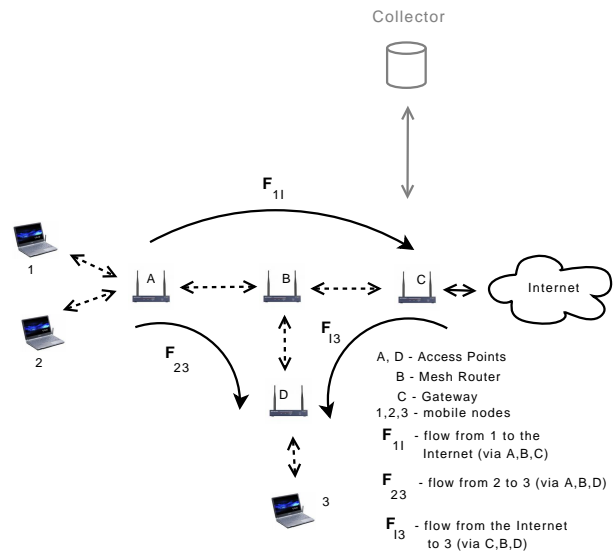 Collector
F1I
1
A
B
C
Internet
2
F23
FI3
D
3
A, D - Access Points
B - Mesh Router
C - Gateway
1,2,3 - mobile nodes
F1I - flow from 1 to the
Internet (via A,B,C)
F23 - flow from 2 to 3 (via A,B,D)
FI3 - flow from the Internet
to 3 (via C,B,D)